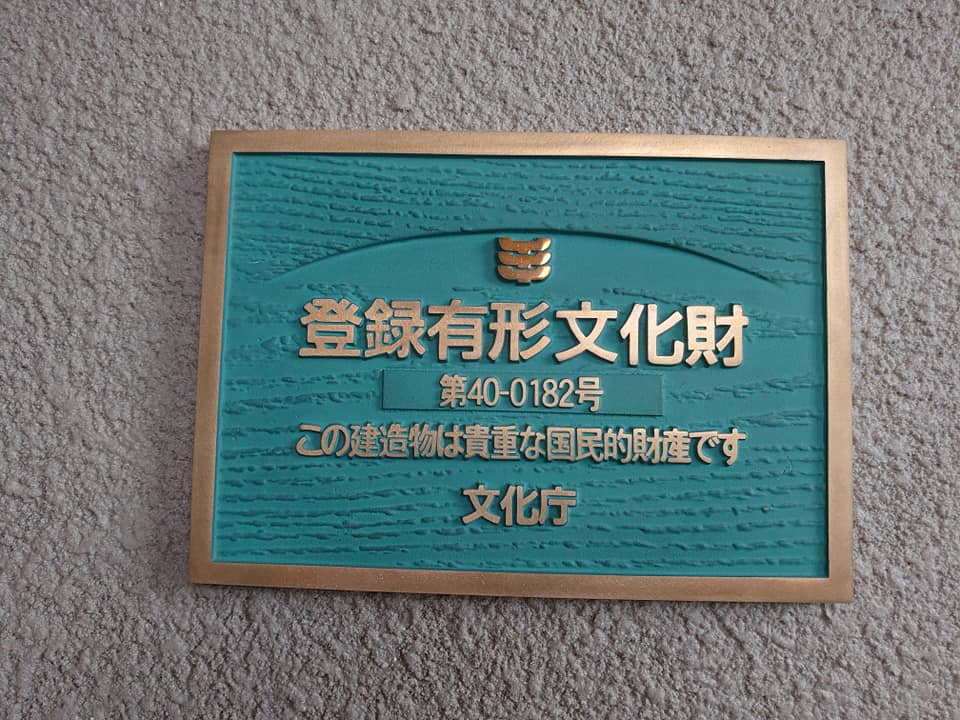 登録有形文化財
第40-0182号
この建造物は貴重な国民的財産です
文化庁